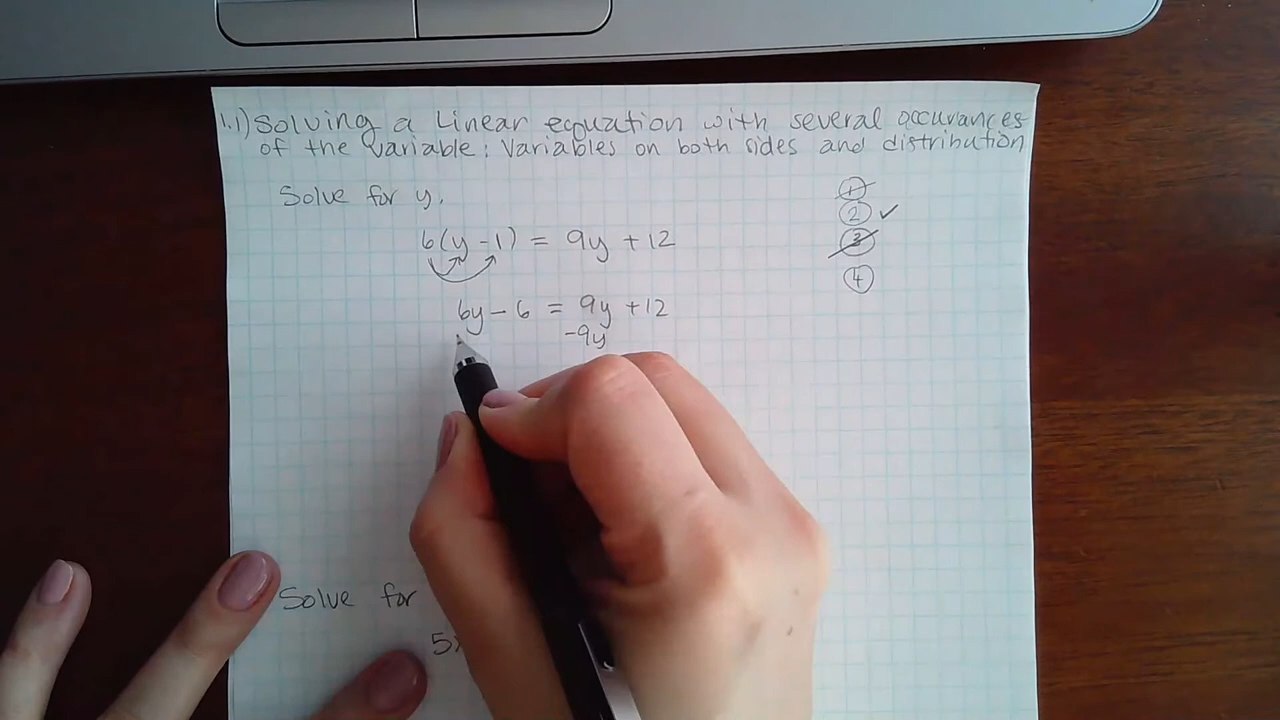 1.1) Solving a Linear equation with several occurances
of the variable: Variables on both sides and distribution
Solve for y.
① 
② ✓
③
④
6(y - 1) = 9y + 12
6y - 6 = 9y + 12
-9y
Solve for